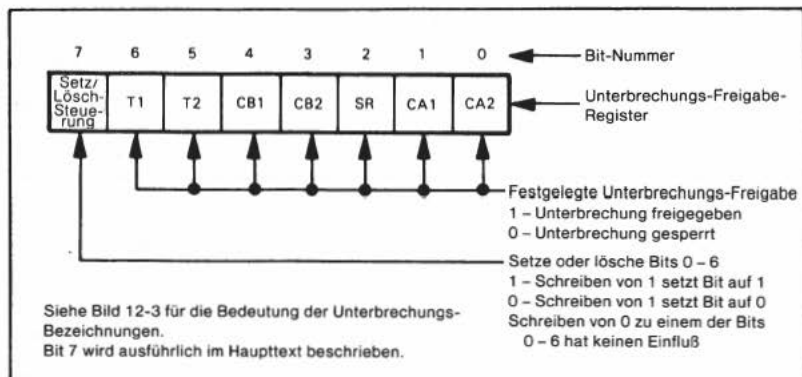 7 6 5 4 3 2 1 0 Bit-Nummer
Setz/
Lösch-
Steue-
rung
T1 T2 CB1 CB2 SR CA1 CA2
Unterbrechungs-Freigabe-
Register
Festgelegte Unterbrechungs-Freigabe
1 – Unterbrechung freigegeben
0 – Unterbrechung gesperrt
Setze oder lösche Bits 0 – 6
1 – Schreiben von 1 setzt Bit auf 1
0 – Schreiben von 1 setzt Bit auf 0
Schreiben von 0 zu einem der Bits
0 – 6 hat keinen Einfluß
Siehe Bild 12-3 für die Bedeutung der Unterbrechungs-
Bezeichnungen.
Bit 7 wird ausführlich im Haupttext beschrieben.